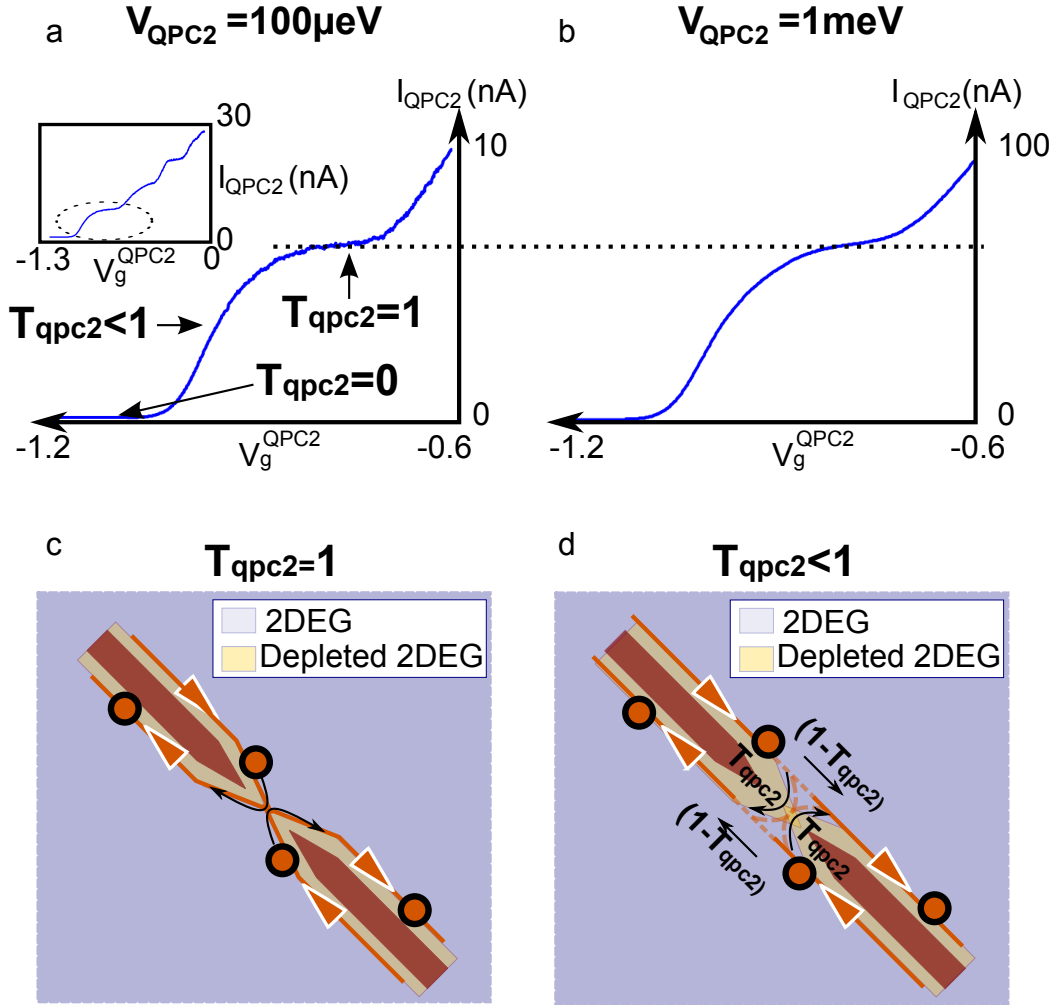 a
V_QPC2 =100µeV
b
V_QPC2 =1meV
I_QPC2 (nA)
10
30
I_QPC2 (nA)
0
-1.3
V_g^QPC2
0
T_qpc2<1
T_qpc2=1
T_qpc2=0
0
-1.2
V_g^QPC2
-0.6
I_QPC2 (nA)
100
0
-1.2
V_g^QPC2
-0.6
c
T_qpc2=1
2DEG
Depleted 2DEG
d
T_qpc2<1
2DEG
Depleted 2DEG
(1-T_qpc2)
T_qpc2
(1-T_qpc2)
T_qpc2